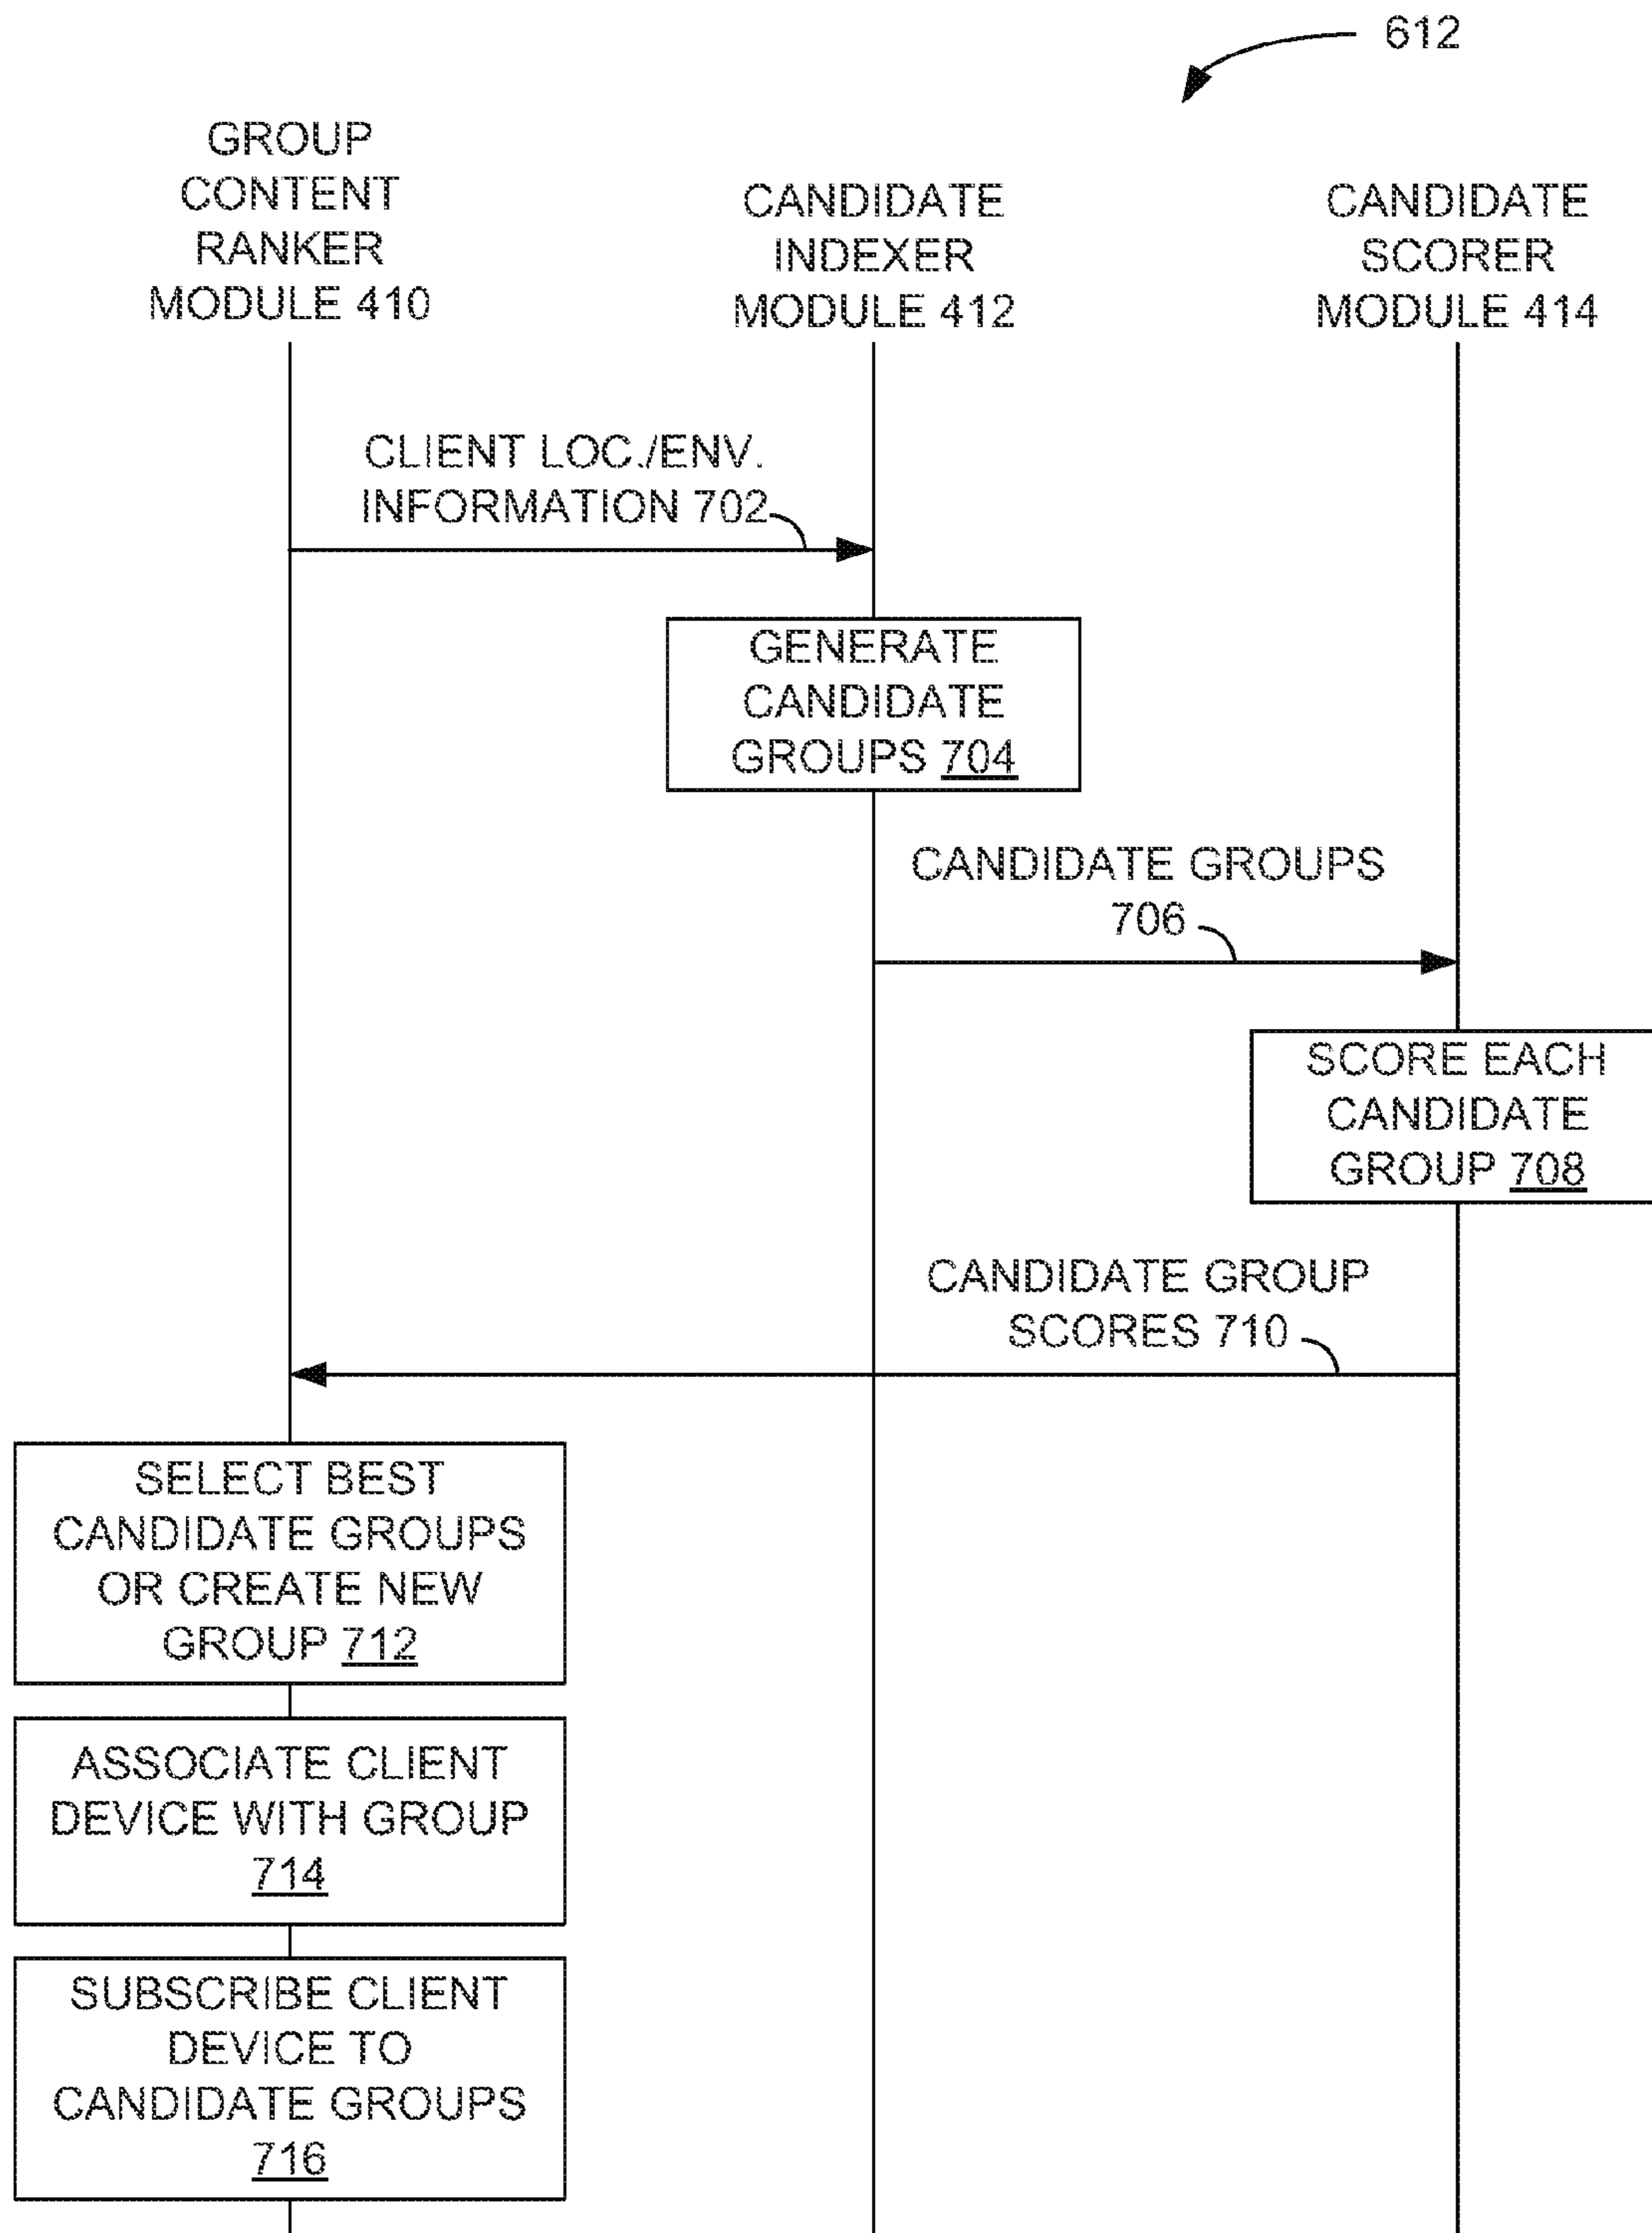 612
GROUP
CONTENT
RANKER
MODULE 410
CANDIDATE
INDEXER
MODULE 412
CANDIDATE
SCORER
MODULE 414
CLIENT LOC./ENV.
INFORMATION 702
GENERATE
CANDIDATE
GROUPS 704
CANDIDATE GROUPS
706
SCORE EACH
CANDIDATE
GROUP 708
CANDIDATE GROUP
SCORES 710
SELECT BEST
CANDIDATE GROUPS
OR CREATE NEW
GROUP 712
ASSOCIATE CLIENT
DEVICE WITH GROUP
714
SUBSCRIBE CLIENT
DEVICE TO
CANDIDATE GROUPS
716